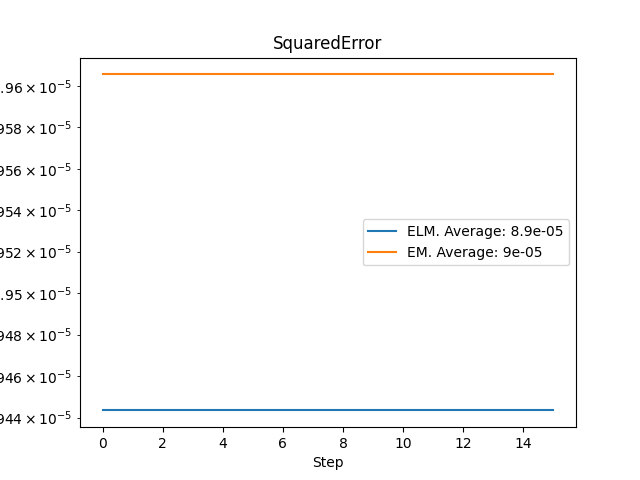 SquaredError
.96 × 10⁻⁵
958 × 10⁻⁵
956 × 10⁻⁵
954 × 10⁻⁵
952 × 10⁻⁵
.95 × 10⁻⁵
948 × 10⁻⁵
946 × 10⁻⁵
944 × 10⁻⁵
ELM. Average: 8.9e-05
EM. Average: 9e-05
0 2 4 6 8 10 12 14
Step